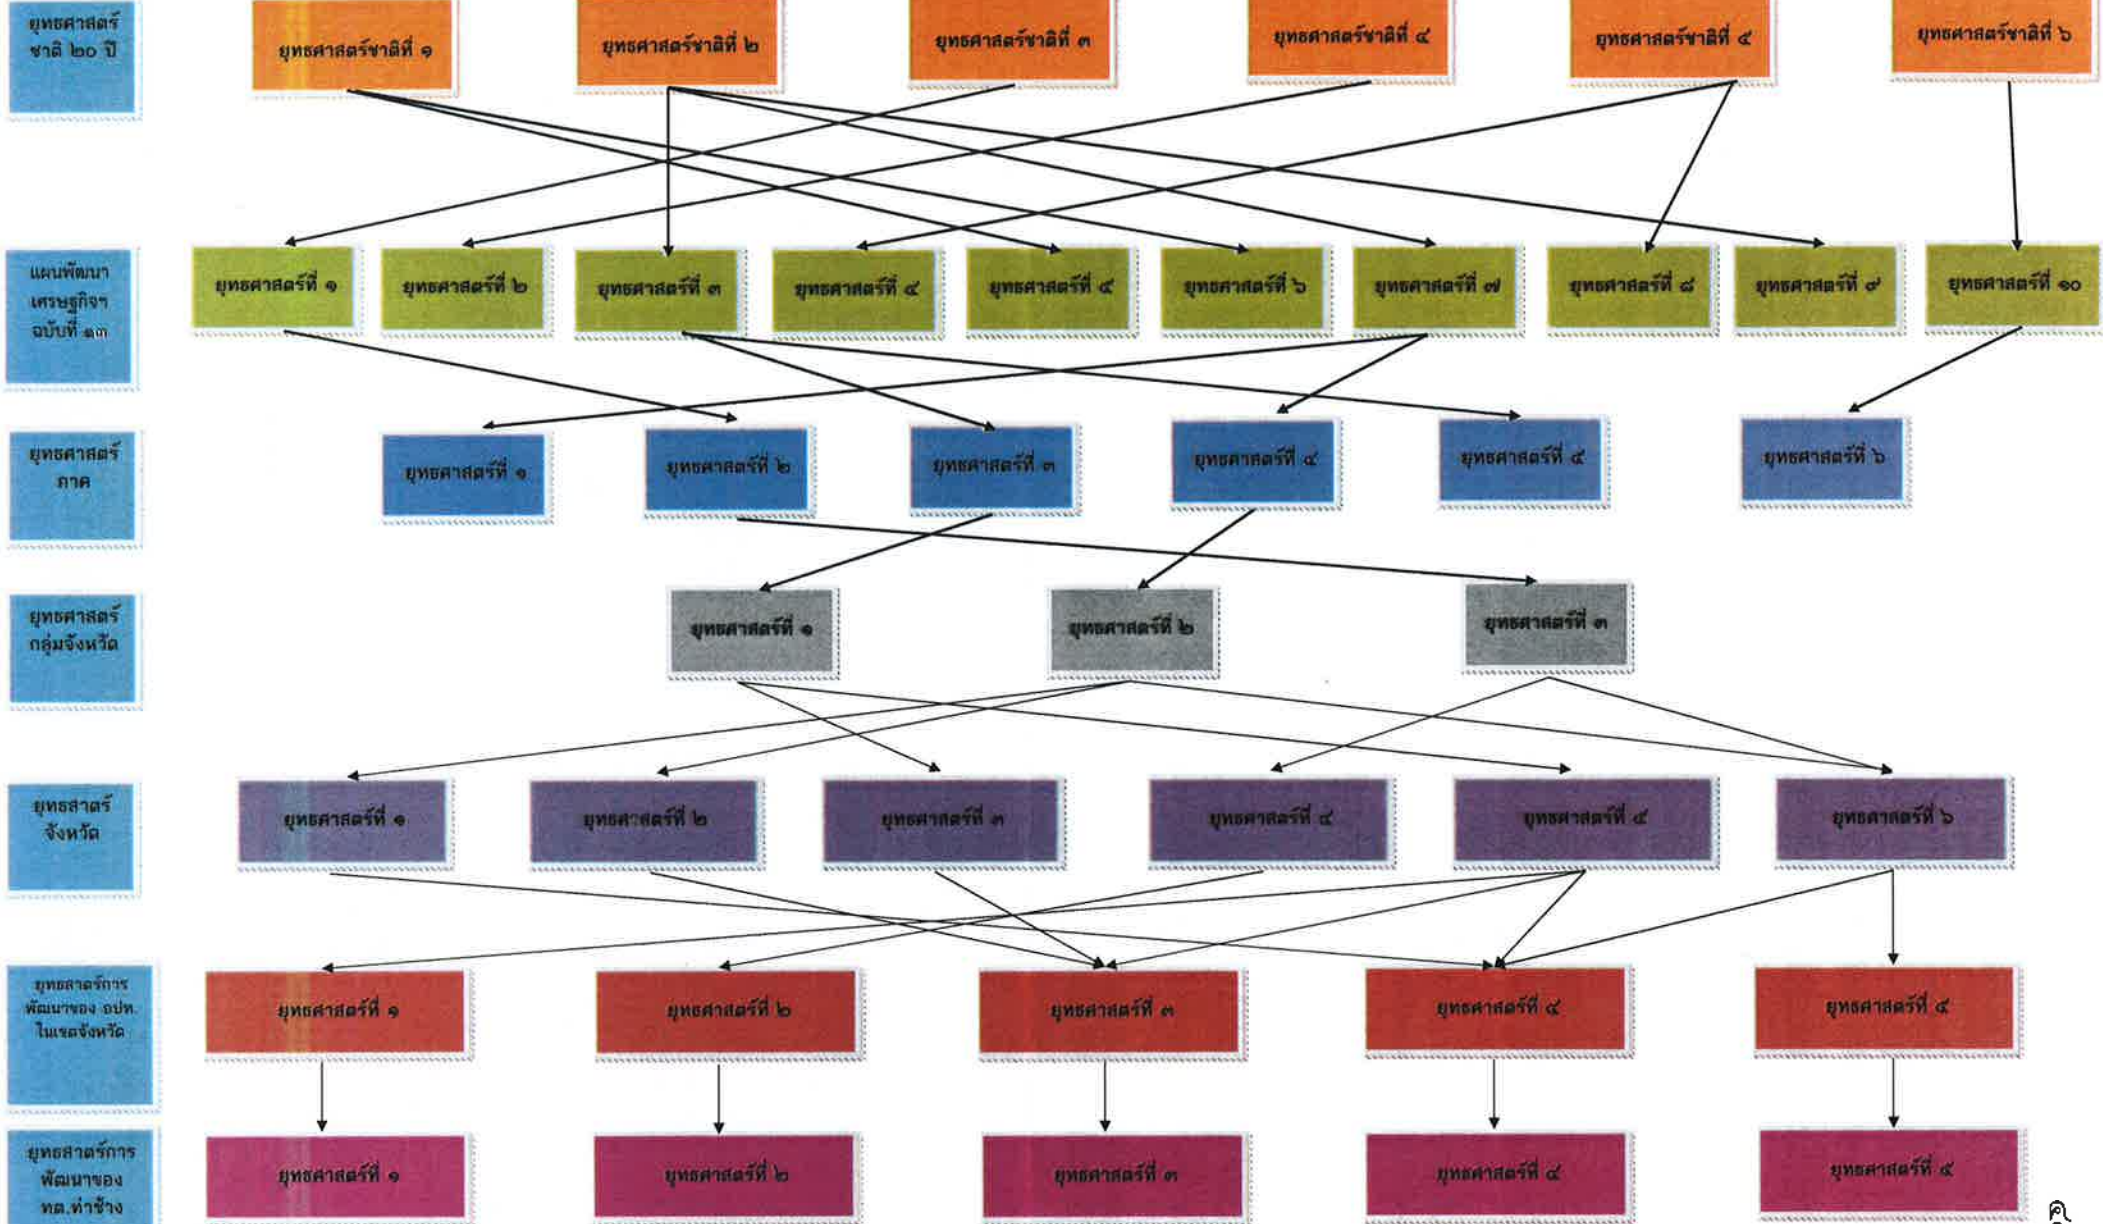 ยุทธศาสตร์
ชาติ ๒๐ ปี
ยุทธศาสตร์ชาติที่ ๑
ยุทธศาสตร์ชาติที่ ๒
ยุทธศาสตร์ชาติที่ ๓
ยุทธศาสตร์ชาติที่ ๔
ยุทธศาสตร์ชาติที่ ๕
ยุทธศาสตร์ชาติที่ ๖
แผนพัฒนา
เศรษฐกิจฯ
ฉบับที่ ๑๓
ยุทธศาสตร์ที่ ๑
ยุทธศาสตร์ที่ ๒
ยุทธศาสตร์ที่ ๓
ยุทธศาสตร์ที่ ๔
ยุทธศาสตร์ที่ ๕
ยุทธศาสตร์ที่ ๖
ยุทธศาสตร์ที่ ๗
ยุทธศาสตร์ที่ ๘
ยุทธศาสตร์ที่ ๙
ยุทธศาสตร์ที่ ๑๐
ยุทธศาสตร์
ภาค
ยุทธศาสตร์ที่ ๑
ยุทธศาสตร์ที่ ๒
ยุทธศาสตร์ที่ ๓
ยุทธศาสตร์ที่ ๔
ยุทธศาสตร์ที่ ๕
ยุทธศาสตร์ที่ ๖
ยุทธศาสตร์
กลุ่มจังหวัด
ยุทธศาสตร์ที่ ๑
ยุทธศาสตร์ที่ ๒
ยุทธศาสตร์ที่ ๓
ยุทธสาตร์
จังหวัด
ยุทธศาสตร์ที่ ๑
ยุทธศาสตร์ที่ ๒
ยุทธศาสตร์ที่ ๓
ยุทธศาสตร์ที่ ๔
ยุทธศาสตร์ที่ ๕
ยุทธศาสตร์ที่ ๖
ยุทธสาตร์การ
พัฒนาของ อปท.
ในเขตจังหวัด
ยุทธศาสตร์ที่ ๑
ยุทธศาสตร์ที่ ๒
ยุทธศาสตร์ที่ ๓
ยุทธศาสตร์ที่ ๔
ยุทธศาสตร์ที่ ๕
ยุทธสาตร์การ
พัฒนาของ
ทต.ท่าช้าง
ยุทธศาสตร์ที่ ๑
ยุทธศาสตร์ที่ ๒
ยุทธศาสตร์ที่ ๓
ยุทธศาสตร์ที่ ๔
ยุทธศาสตร์ที่ ๕